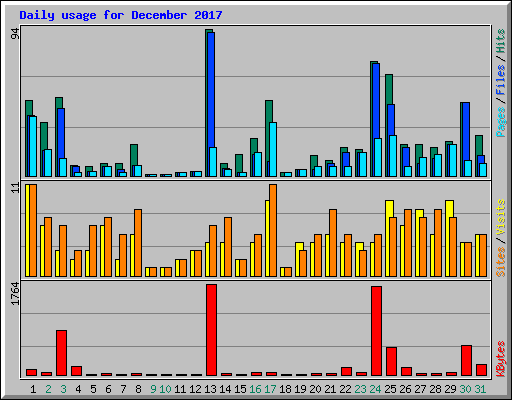 Daily usage for December 2017
94
Pages / Files / Hits
11
Sites / Visits
1764
KBytes
1 2 3 4 5 6 7 8 9 10 11 12 13 14 15 16 17 18 19 20 21 22 23 24 25 26 27 28 29 30 31